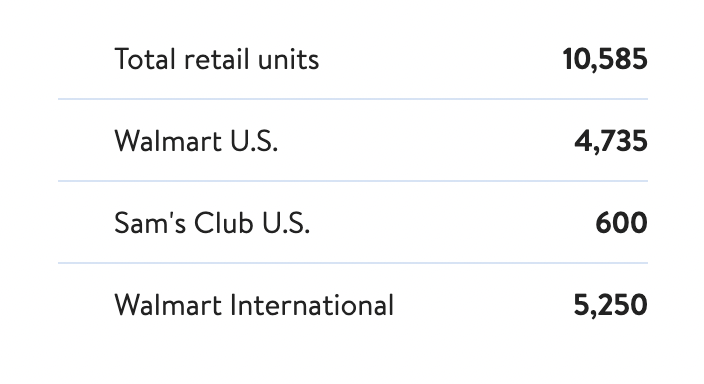 Total retail units 10,585
Walmart U.S. 4,735
Sam's Club U.S. 600
Walmart International 5,250